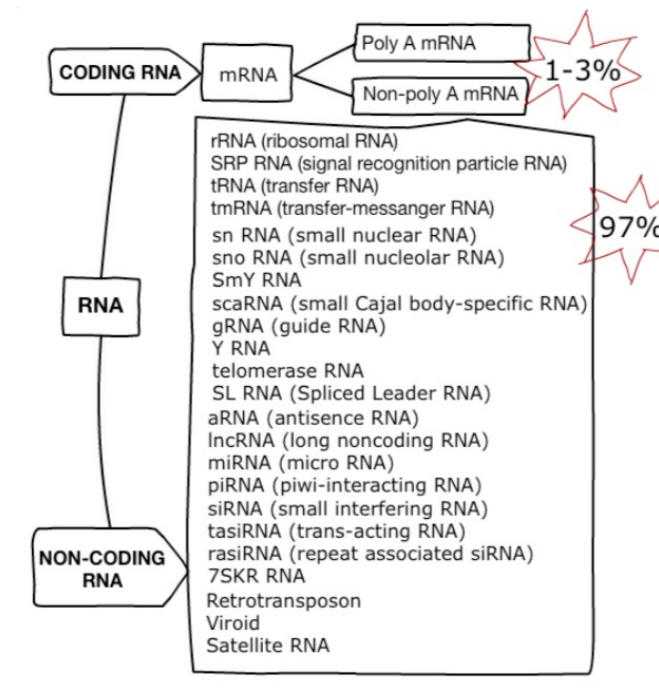 CODING RNA
mRNA
Poly A mRNA
Non-poly A mRNA
1-3%
RNA
NON-CODING
RNA
rRNA (ribosomal RNA)
SRP RNA (signal recognition particle RNA)
tRNA (transfer RNA)
tmRNA (transfer-messanger RNA)
sn RNA (small nuclear RNA)
sno RNA (small nucleolar RNA)
SmY RNA
scaRNA (small Cajal body-specific RNA)
gRNA (guide RNA)
Y RNA
telomerase RNA
SL RNA (Spliced Leader RNA)
aRNA (antisence RNA)
lncRNA (long noncoding RNA)
miRNA (micro RNA)
piRNA (piwi-interacting RNA)
siRNA (small interfering RNA)
tasiRNA (trans-acting RNA)
rasiRNA (repeat associated siRNA)
7SKR RNA
Retrotransposon
Viroid
Satellite RNA
97%